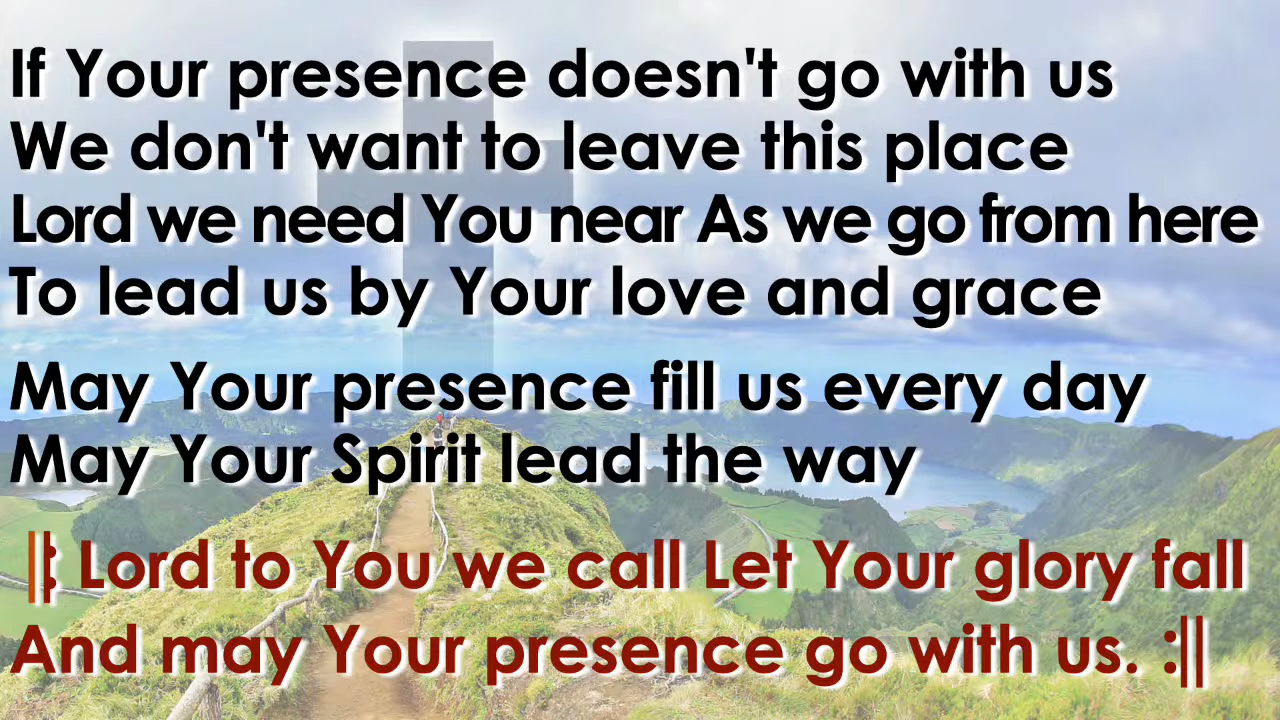 If Your presence doesn't go with us
We don't want to leave this place
Lord we need You near As we go from here
To lead us by Your love and grace
May Your presence fill us every day
May Your Spirit lead the way
‖: Lord to You we call Let Your glory fall
And may Your presence go with us. :‖